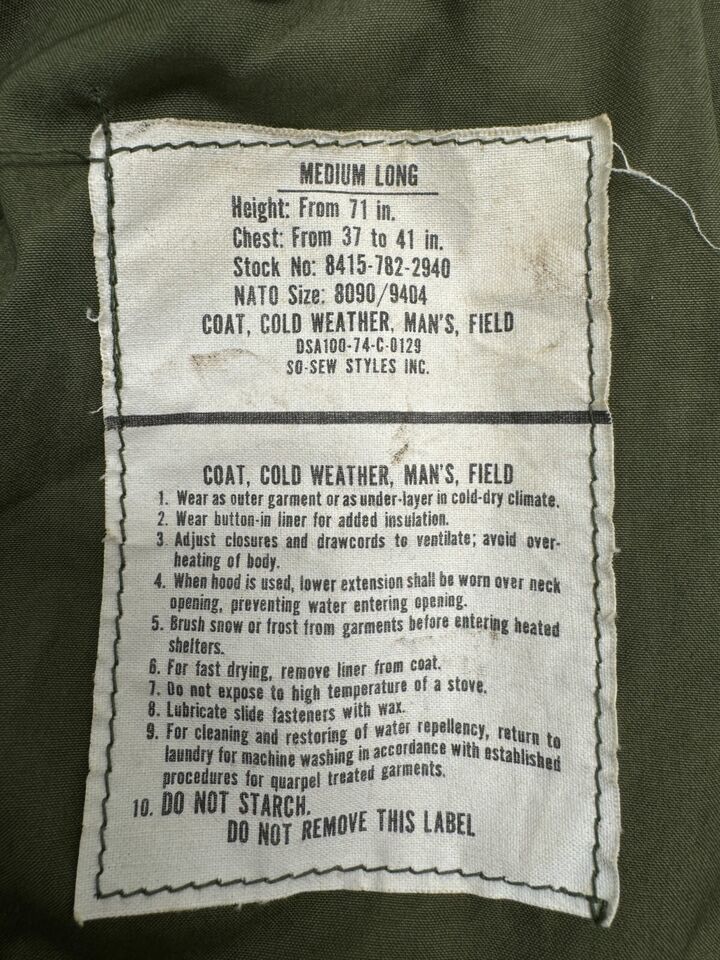 MEDIUM LONG
Height: From 71 in.
Chest: From 37 to 41 in.
Stock No: 8415-782-2940
NATO Size: 8090/9404
COAT, COLD WEATHER, MAN'S, FIELD
DSA100-74-C-0129
SO-SEW STYLES INC.
COAT, COLD WEATHER, MAN'S, FIELD
1. Wear as outer garment or as under-layer in cold-dry climate.
2. Wear button-in liner for added insulation.
3. Adjust closures and drawcords to ventilate; avoid over-
heating of body.
4. When hood is used, lower extension shall be worn over neck
opening, preventing water entering opening.
5. Brush snow or frost from garments before entering heated
shelters.
6. For fast drying, remove liner from coat.
7. Do not expose to high temperature of a stove.
8. Lubricate slide fasteners with wax.
9. For cleaning and restoring of water repellency, return to
laundry for machine washing in accordance with established
procedures for quarpel treated garments.
10. DO NOT STARCH.
DO NOT REMOVE THIS LABEL